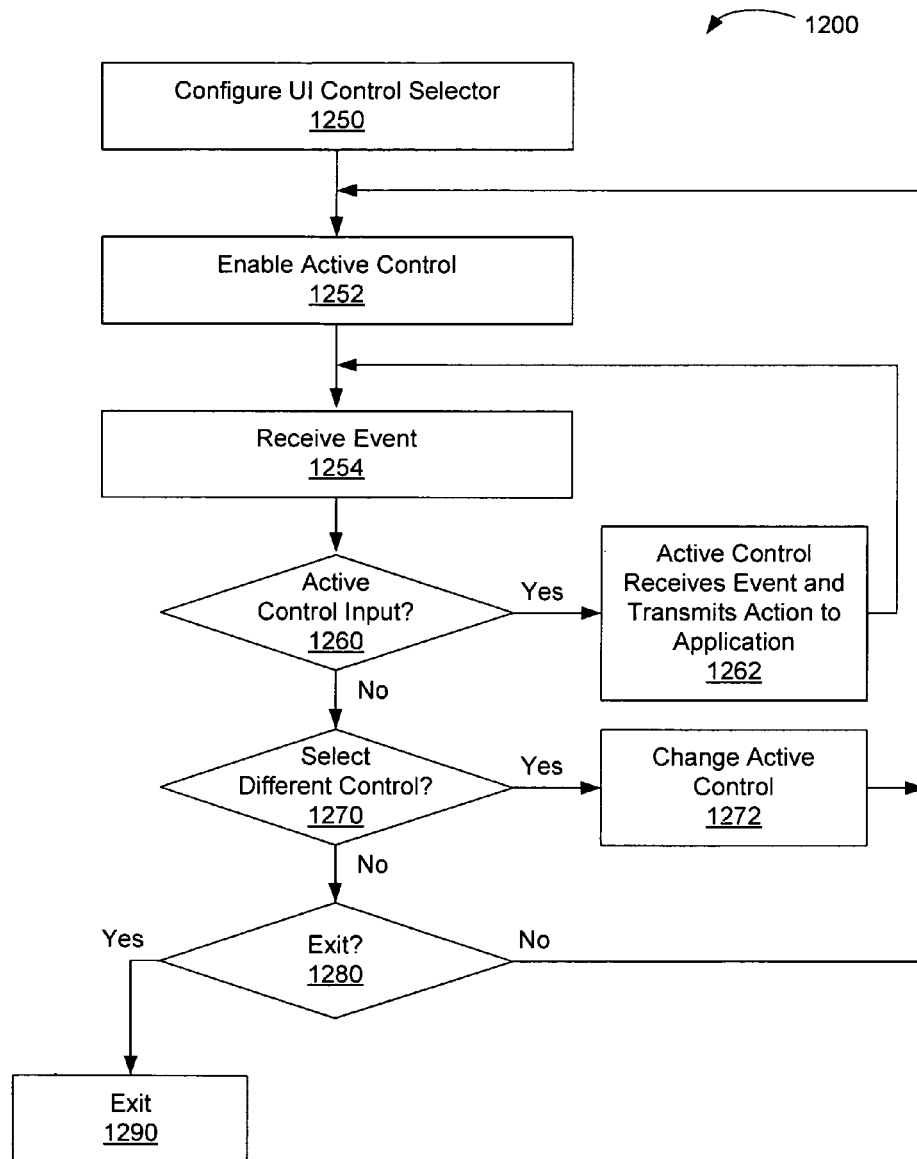 1200
Configure UI Control Selector
1250
Enable Active Control
1252
Receive Event
1254
Active
Control Input?
1260
Yes
Active Control
Receives Event and
Transmits Action to
Application
1262
No
Select
Different Control?
1270
Yes
Change Active
Control
1272
No
Exit?
1280
Yes
No
Exit
1290